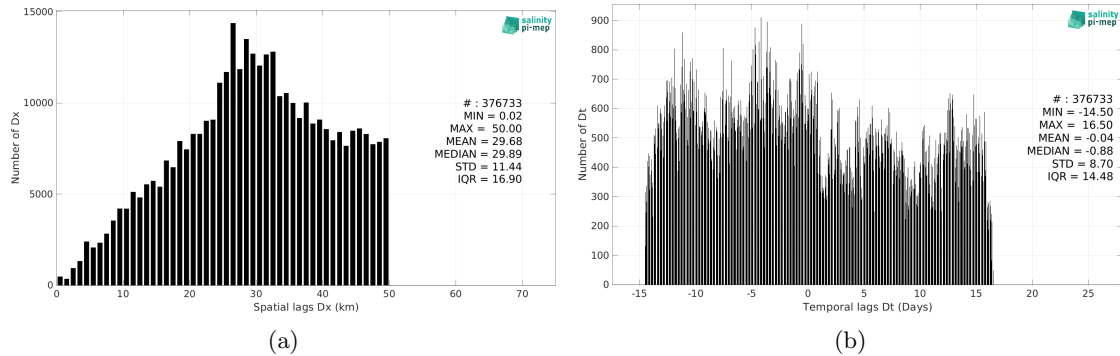 15000
10000
5000
0
0 10 20 30 40 50 60 70
Number of Dx
Spatial lags Dx (km)
salinity
pi-mep
# : 376733
MIN = 0.02
MAX = 50.00
MEAN = 29.68
MEDIAN = 29.89
STD = 11.44
IQR = 16.90
(a)
900
800
700
600
500
400
300
200
100
0
-15 -10 -5 0 5 10 15 20 25
Number of Dt
Temporal lags Dt (Days)
salinity
pi-mep
# : 376733
MIN = -14.50
MAX = 16.50
MEAN = -0.04
MEDIAN = -0.88
STD = 8.70
IQR = 14.48
(b)